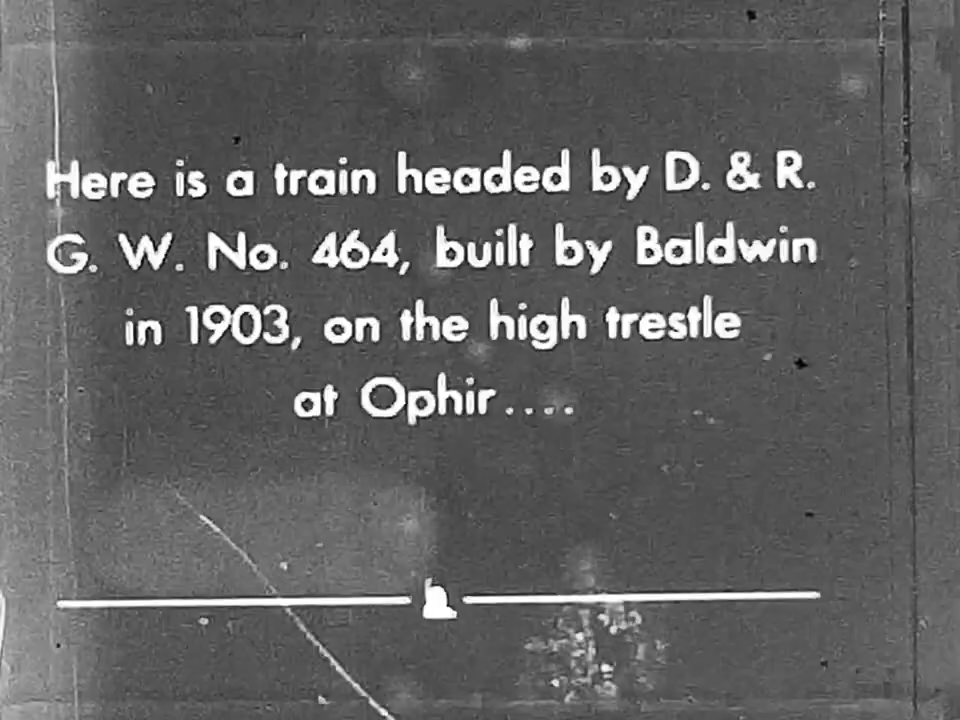 Here is a train headed by D. & R.
G. W. No. 464, built by Baldwin
in 1903, on the high trestle
at Ophir....